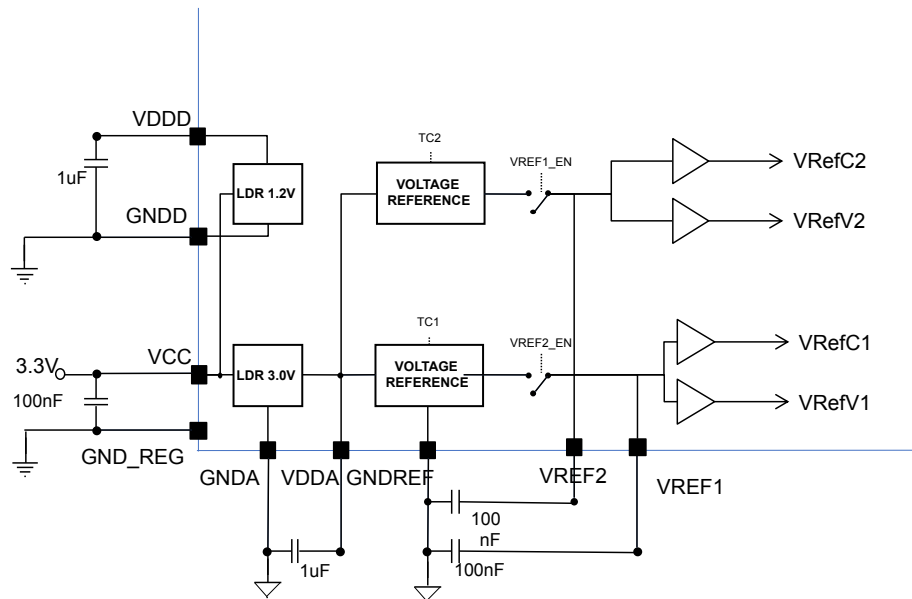 VDDD
TC2
VREF1_EN
VRefC2
1uF
LDR 1.2V
VOLTAGE
REFERENCE
GNDD
VRefV2
TC1
VREF2_EN
VRefC1
3.3V
VCC
LDR 3.0V
VOLTAGE
REFERENCE
100nF
VRefV1
GND_REG
GNDA
VDDA
GNDREF
VREF2
VREF1
100
nF
1uF
100nF